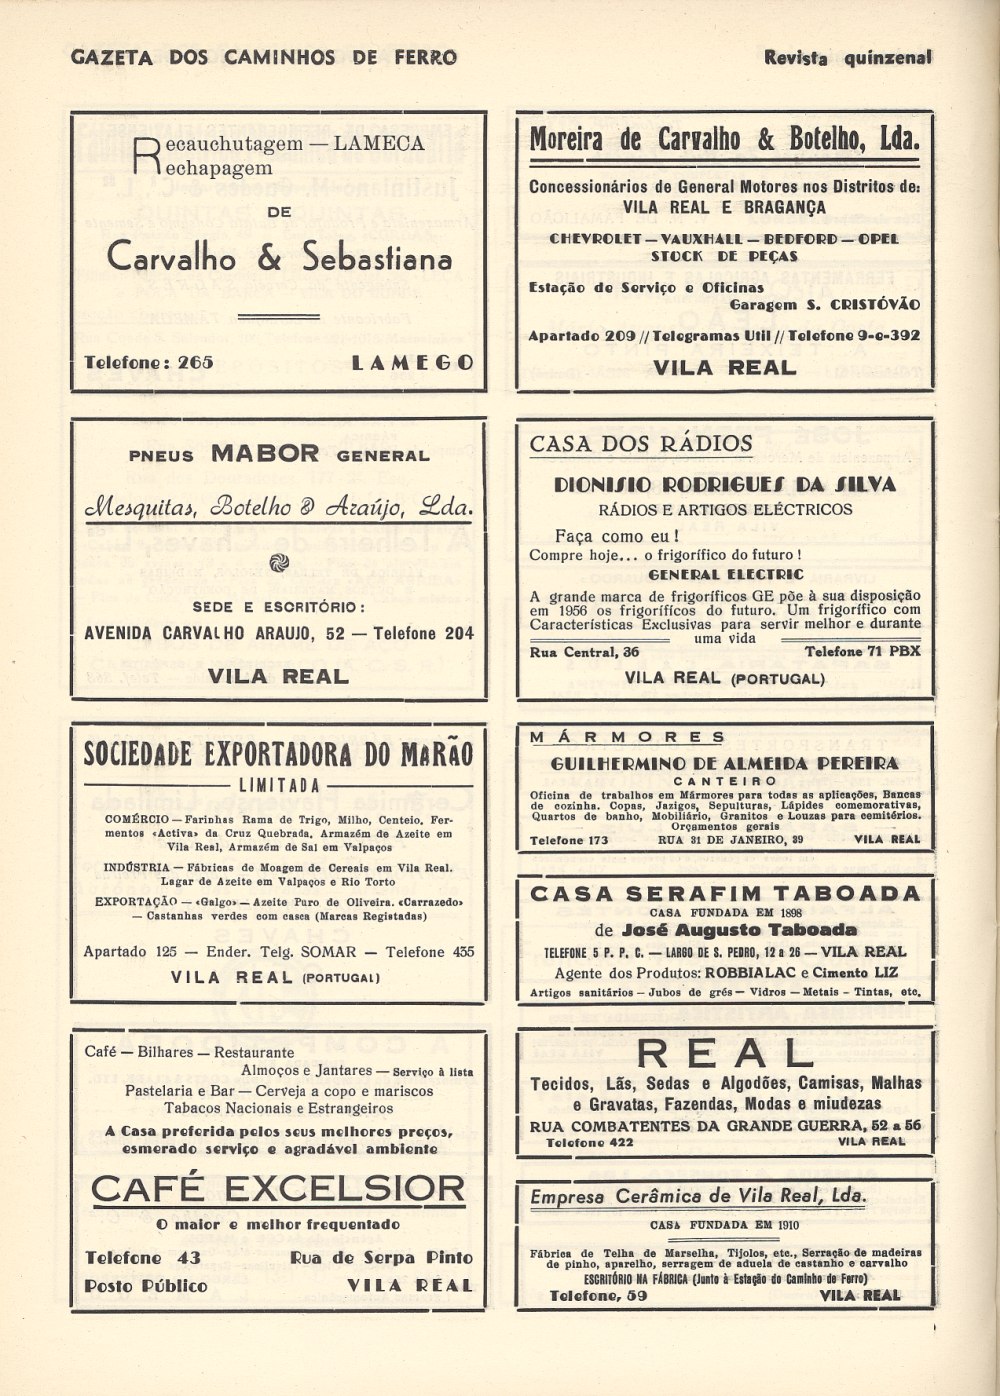 GAZETA DOS CAMINHOS DE FERRO
Revista quinzenal
Recauchutagem — LAMECA
Rechapagem
DE
Carvalho & Sebastiana
Telefone: 265 LAMEGO
PNEUS MABOR GENERAL
Mesquitas, Botelho & Araújo, Lda.
SEDE E ESCRITÓRIO:
AVENIDA CARVALHO ARAUJO, 52 — Telefone 204
VILA REAL
SOCIEDADE EXPORTADORA DO MARÃO
LIMITADA
COMÉRCIO — Farinhas Rama de Trigo, Milho, Centeio. Fer-
mentos «Activa» da Cruz Quebrada. Armazém de Azeite em
Vila Real, Armazém de Sal em Valpaços
INDÚSTRIA — Fábricas de Moagem de Cereais em Vila Real.
Lagar de Azeite em Valpaços e Rio Torto
EXPORTAÇÃO — «Galgo» — Azeite Puro de Oliveira. «Carrazedo»
— Castanhas verdes com casca (Marcas Registadas)
Apartado 125 — Ender. Telg. SOMAR — Telefone 455
VILA REAL (PORTUGAL)
Café — Bilhares — Restaurante
Almoços e Jantares — Serviço à lista
Pastelaria e Bar — Cerveja a copo e mariscos
Tabacos Nacionais e Estrangeiros
A Casa preferida pelos seus melhores preços,
esmerado serviço e agradável ambiente
CAFÉ EXCELSIOR
O maior e melhor frequentado
Telefone 43 Rua de Serpa Pinto
Posto Público VILA REAL
Moreira de Carvalho & Botelho, Lda.
Concessionários de General Motores nos Distritos de:
VILA REAL E BRAGANÇA
CHEVROLET — VAUXHALL — BEDFORD — OPEL
STOCK DE PEÇAS
Estação de Serviço e Oficinas
Garagem S. CRISTÓVÃO
Apartado 209 // Telegramas Util // Telefone 9-e-392
VILA REAL
CASA DOS RÁDIOS
DIONISIO RODRIGUES DA SILVA
RÁDIOS E ARTIGOS ELÉCTRICOS
Faça como eu!
Compre hoje... o frigorífico do futuro!
GENERAL ELECTRIC
A grande marca de frigoríficos GE põe à sua disposição
em 1956 os frigoríficos do futuro. Um frigorífico com
Características Exclusivas para servir melhor e durante
uma vida
Rua Central, 36 Telefone 71 PBX
VILA REAL (PORTUGAL)
MÁRMORES
GUILHERMINO DE ALMEIDA PEREIRA
CANTEIRO
Oficina de trabalhos em Mármores para todas as aplicações, Bancas
de cozinha. Copas, Jazigos, Sepulturas, Lápides comemorativas,
Quartos de banho, Mobiliário, Granitos e Louzas para cemitérios.
Orçamentos gerais
Telefone 173 RUA 31 DE JANEIRO, 39 VILA REAL
CASA SERAFIM TABOADA
CASA FUNDADA EM 1898
de José Augusto Taboada
TELEFONE 5 P. P. C. — LARGO DE S. PEDRO, 12 a 26 — VILA REAL
Agente dos Produtos: ROBBIALAC e Cimento LIZ
Artigos sanitários — Jubos de grés — Vidros — Metais - Tintas, etc.
REAL
Tecidos, Lãs, Sedas e Algodões, Camisas, Malhas
e Gravatas, Fazendas, Modas e miudezas
RUA COMBATENTES DA GRANDE GUERRA, 52 a 56
Telefone 422 VILA REAL
Empresa Cerâmica de Vila Real, Lda.
CASA FUNDADA EM 1910
Fábrica de Telha de Marselha, Tijolos, etc., Serração de madeiras
de pinho, aparelho, serragem de aduela de castanho e carvalho
ESCRITÓRIO NA FÁBRICA (Junto à Estação do Caminho de Ferro)
Telefone, 59 VILA REAL